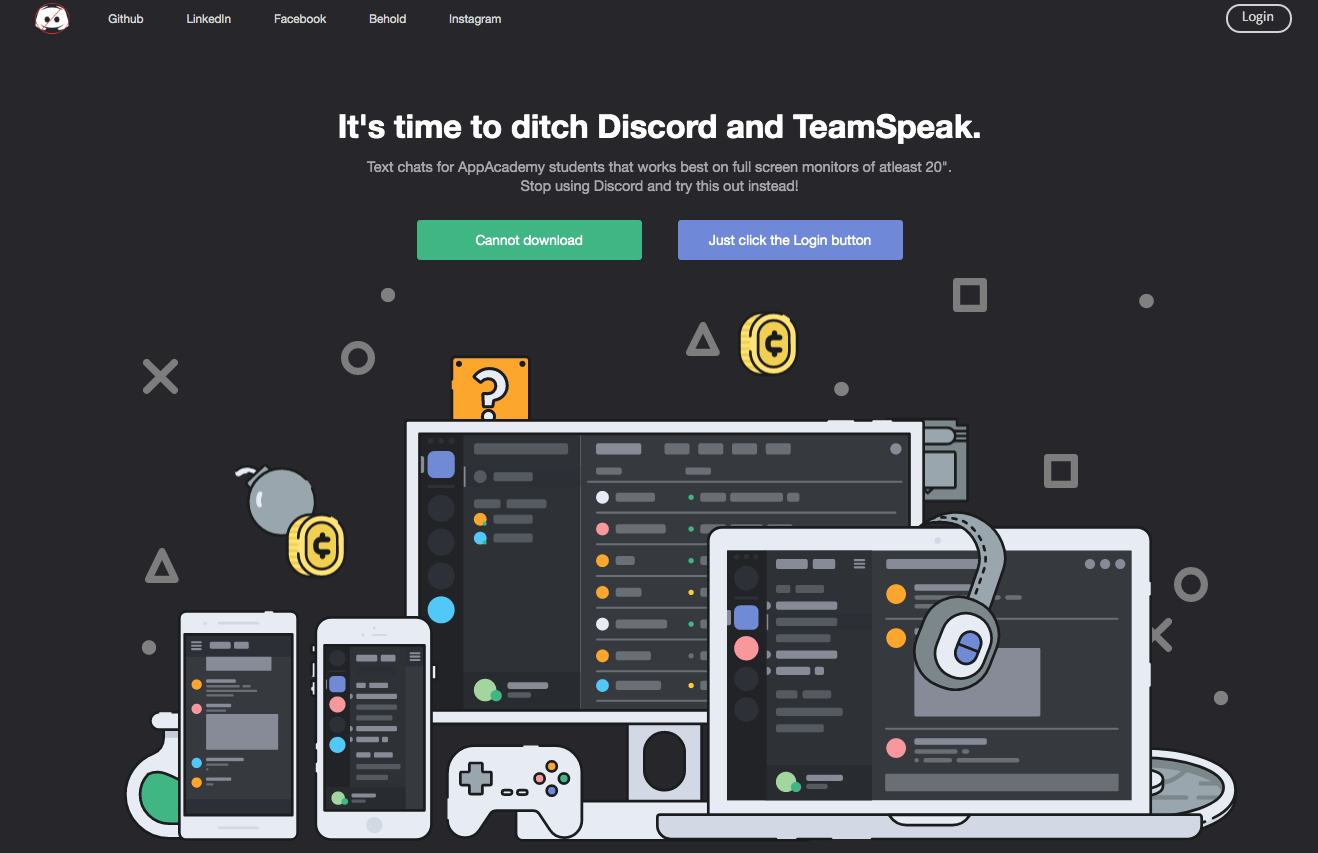 Github LinkedIn Facebook Behold Instagram Login
It's time to ditch Discord and TeamSpeak.
Text chats for AppAcademy students that works best on full screen monitors of atleast 20".
Stop using Discord and try this out instead!
Cannot download Just click the Login button
?